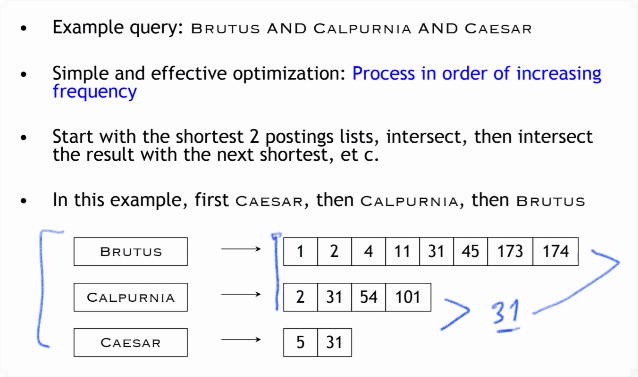 • Example query: BRUTUS AND CALPURNIA AND CAESAR
• Simple and effective optimization: Process in order of increasing
frequency
• Start with the shortest 2 postings lists, intersect, then intersect
the result with the next shortest, et c.
• In this example, first CAESAR, then CALPURNIA, then BRUTUS
BRUTUS → 1 2 4 11 31 45 173 174
CALPURNIA → 2 31 54 101
31
CAESAR → 5 31